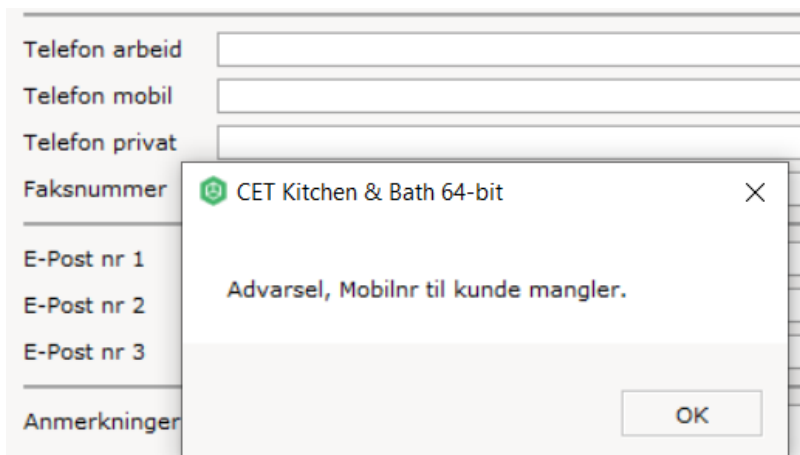 Telefon arbeid
Telefon mobil
Telefon privat
Faksnummer
CET Kitchen & Bath 64-bit
E-Post nr 1
Advarsel, Mobilnr til kunde mangler.
E-Post nr 2
E-Post nr 3
Anmerkninger
OK